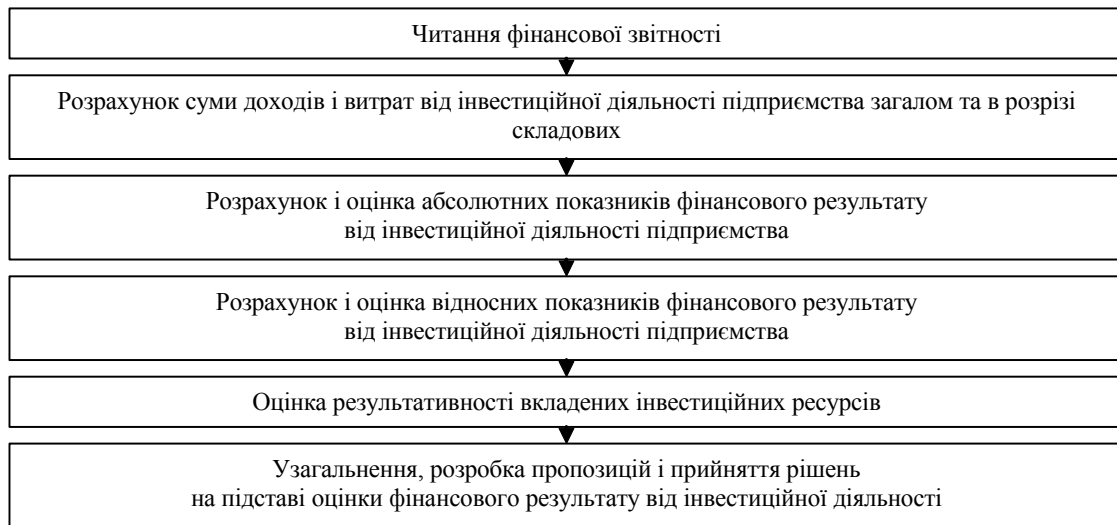 Читання фінансової звітності
Розрахунок суми доходів і витрат від інвестиційної діяльності підприємства загалом та в розрізі
складових
Розрахунок і оцінка абсолютних показників фінансового результату
від інвестиційної діяльності підприємства
Розрахунок і оцінка відносних показників фінансового результату
від інвестиційної діяльності підприємства
Оцінка результативності вкладених інвестиційних ресурсів
Узагальнення, розробка пропозицій і прийняття рішень
на підставі оцінки фінансового результату від інвестиційної діяльності